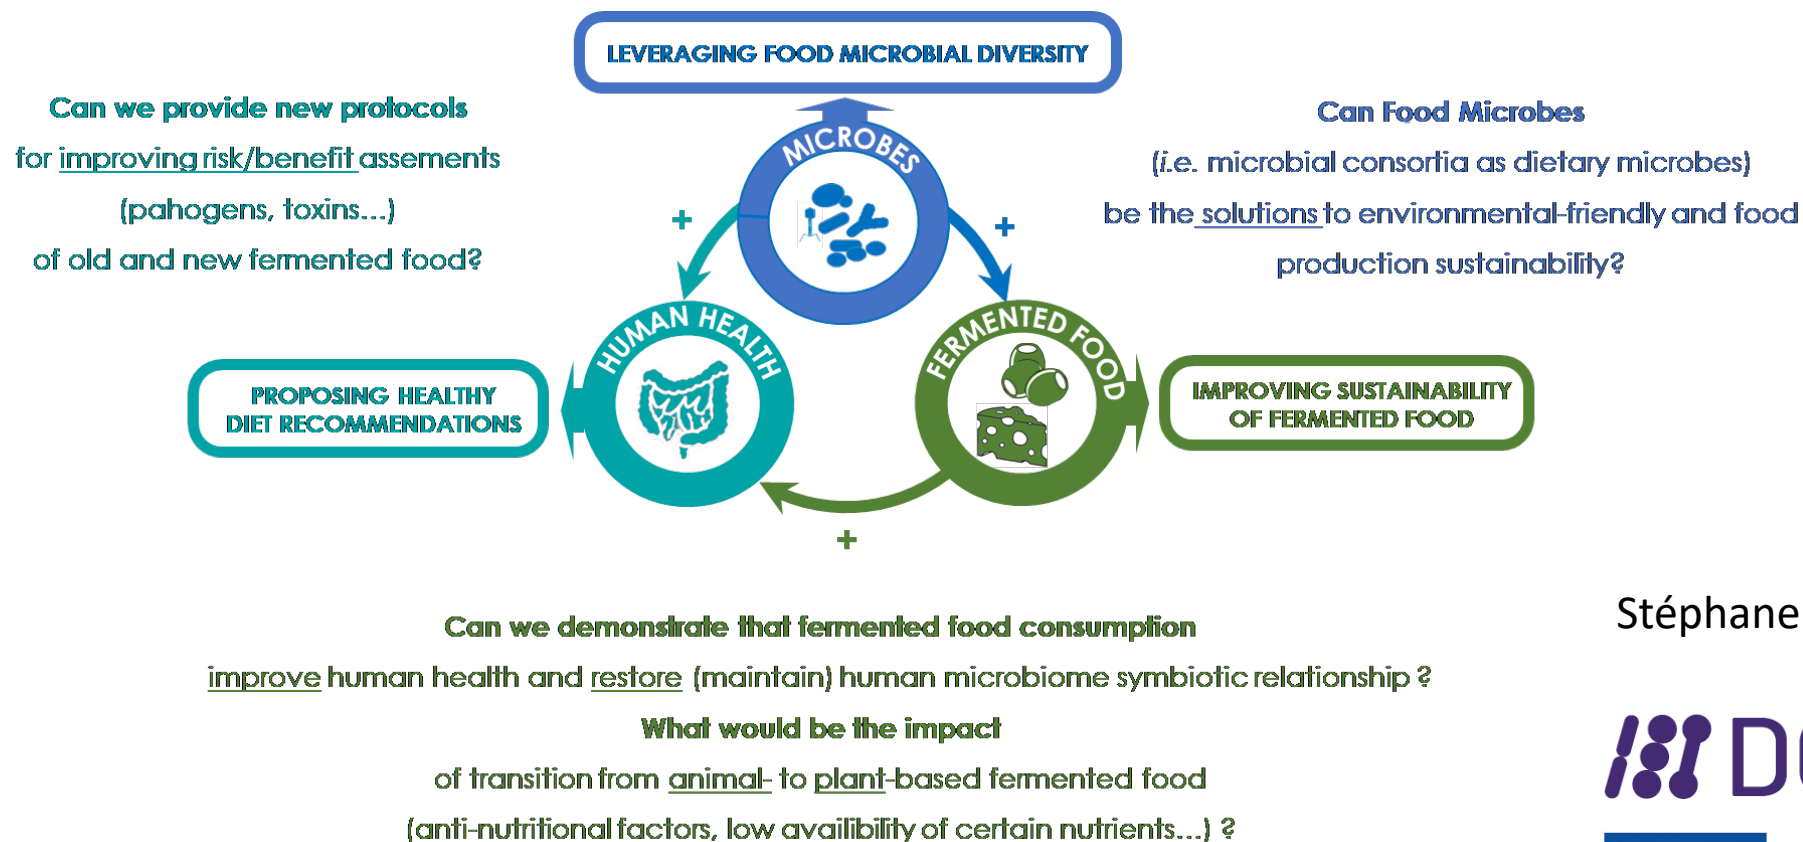 LEVERAGING FOOD MICROBIAL DIVERSITY
Can we provide new protocols
for improving risk/benefit assements
(pahogens, toxins...)
of old and new fermented food?
MICROBES
+
+
Can Food Microbes
(i.e. microbial consortia as dietary microbes)
be the solutions to environmental-friendly and food
production sustainability?
HUMAN HEALTH
FERMENTED FOOD
PROPOSING HEALTHY
DIET RECOMMENDATIONS
IMPROVING SUSTAINABILITY
OF FERMENTED FOOD
+
Can we demonstrate that fermented food consumption
improve human health and restore (maintain) human microbiome symbiotic relationship ?
What would be the impact
of transition from animal- to plant-based fermented food
(anti-nutritional factors, low availibility of certain nutrients...) ?
Stéphane